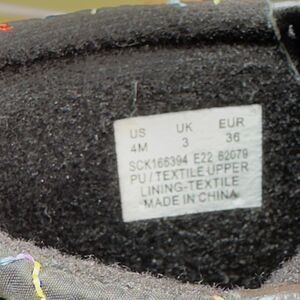 US UK EUR
4M 3 36
SCK166394 E22 82079
PU / TEXTILE UPPER
LINING-TEXTILE
MADE IN CHINA